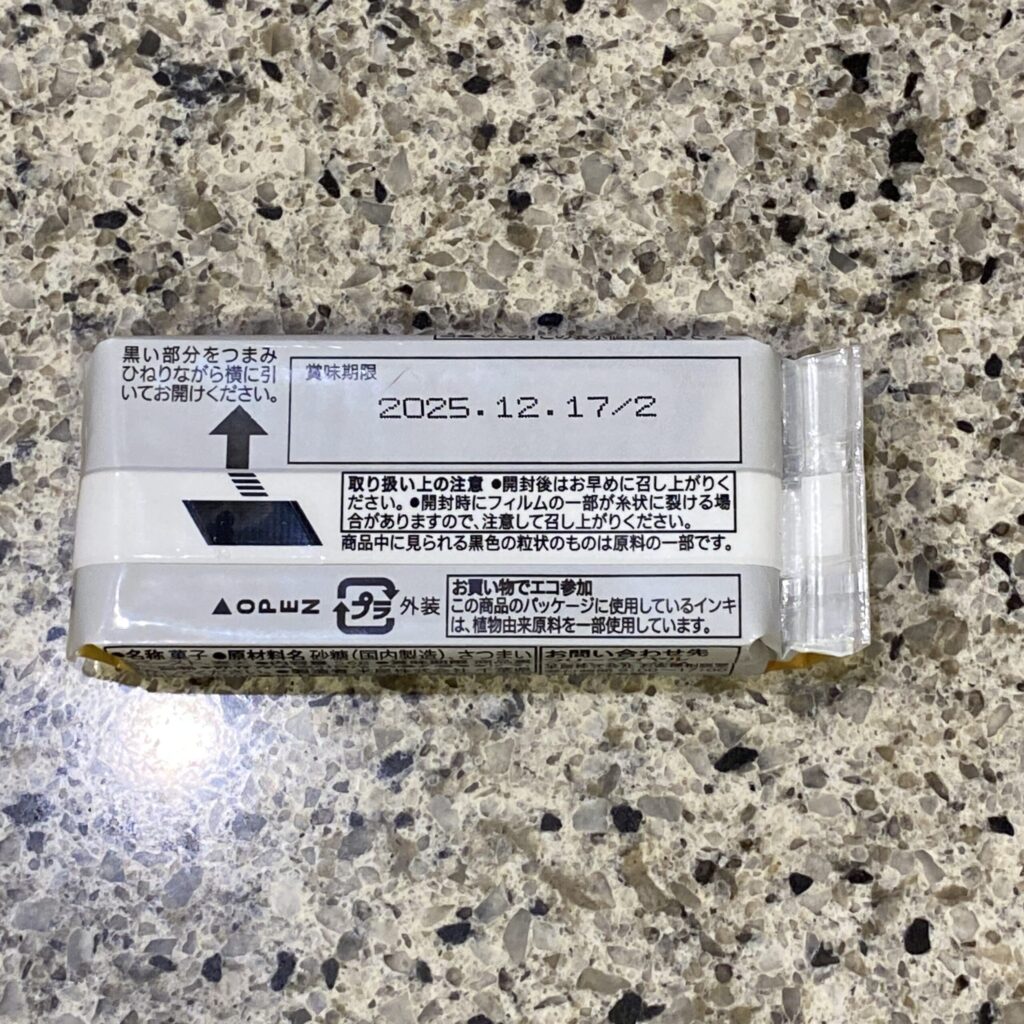 黒い部分をつまみ
ひねりながら横に引
いてお開けください。
賞味期限
2025.12.17/2
取り扱い上の注意 ●開封後はお早めに召し上がりく
ださい。●開封時にフィルムの一部が糸状に裂ける場
合がありますので、注意して召し上がりください。
商品中に見られる黒色の粒状のものは原料の一部です。
▲OPEN
プラ 外装
お買い物でエコ参加
この商品のパッケージに使用しているインキ
は、植物由来原料を一部使用しています。
●名称 菓子 ●原材料名 砂糖(国内製造)、さつまい
お問い合わせ先